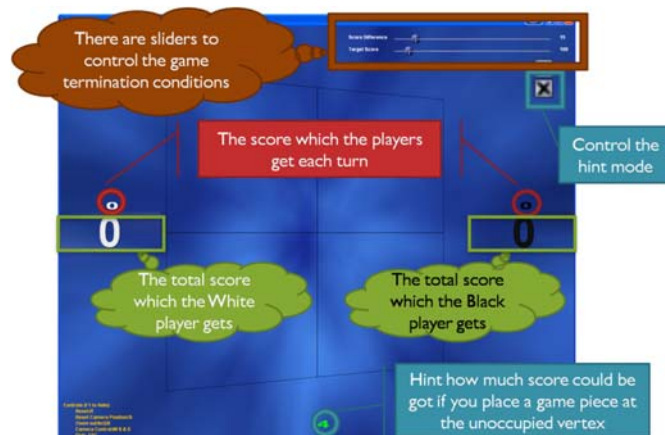 There are sliders to
control the game
termination conditions
Score Difference
Target Score
X
Control the
hint mode
The score which the players
get each turn
0
0
0
0
The total score
which the White
player gets
The total score
which the Black
player gets
Hint how much score could be
got if you place a game piece at
the unoccupied vertex
4